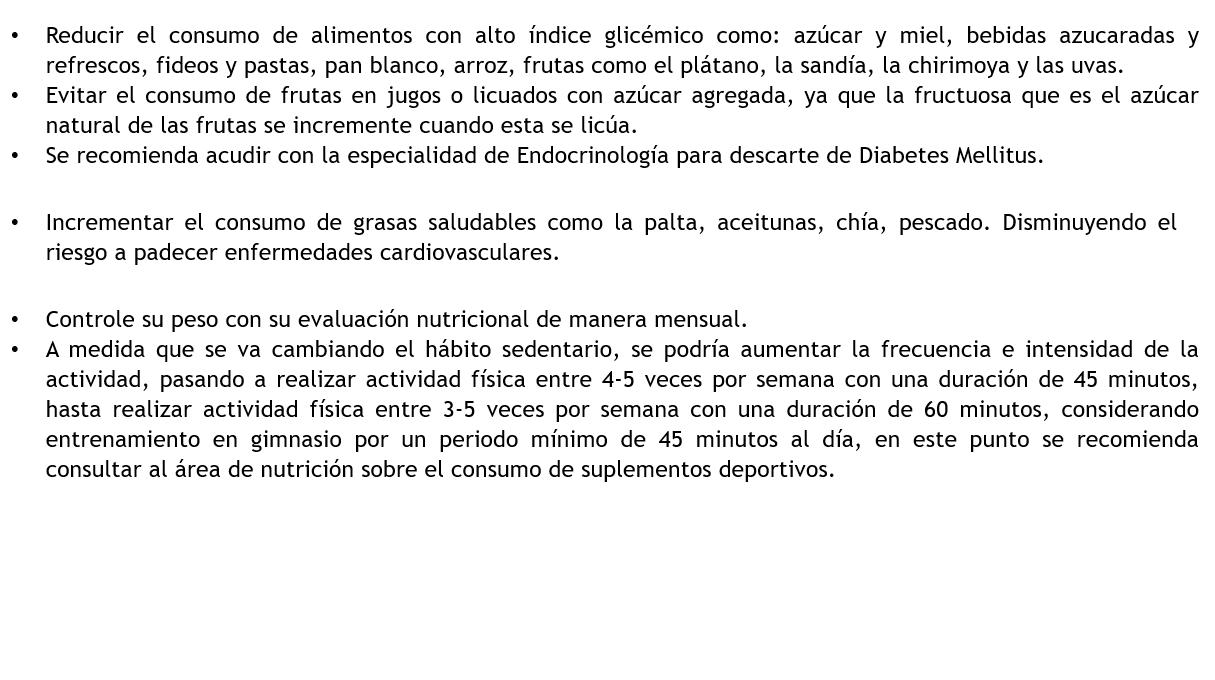 • Reducir el consumo de alimentos con alto índice glicémico como: azúcar y miel, bebidas azucaradas y
refrescos, fideos y pastas, pan blanco, arroz, frutas como el plátano, la sandía, la chirimoya y las uvas.
• Evitar el consumo de frutas en jugos o licuados con azúcar agregada, ya que la fructuosa que es el azúcar
natural de las frutas se incremente cuando esta se licúa.
• Se recomienda acudir con la especialidad de Endocrinología para descarte de Diabetes Mellitus.
• Incrementar el consumo de grasas saludables como la palta, aceitunas, chía, pescado. Disminuyendo el
riesgo a padecer enfermedades cardiovasculares.
• Controle su peso con su evaluación nutricional de manera mensual.
• A medida que se va cambiando el hábito sedentario, se podría aumentar la frecuencia e intensidad de la
actividad, pasando a realizar actividad física entre 4-5 veces por semana con una duración de 45 minutos,
hasta realizar actividad física entre 3-5 veces por semana con una duración de 60 minutos, considerando
entrenamiento en gimnasio por un periodo mínimo de 45 minutos al día, en este punto se recomienda
consultar al área de nutrición sobre el consumo de suplementos deportivos.